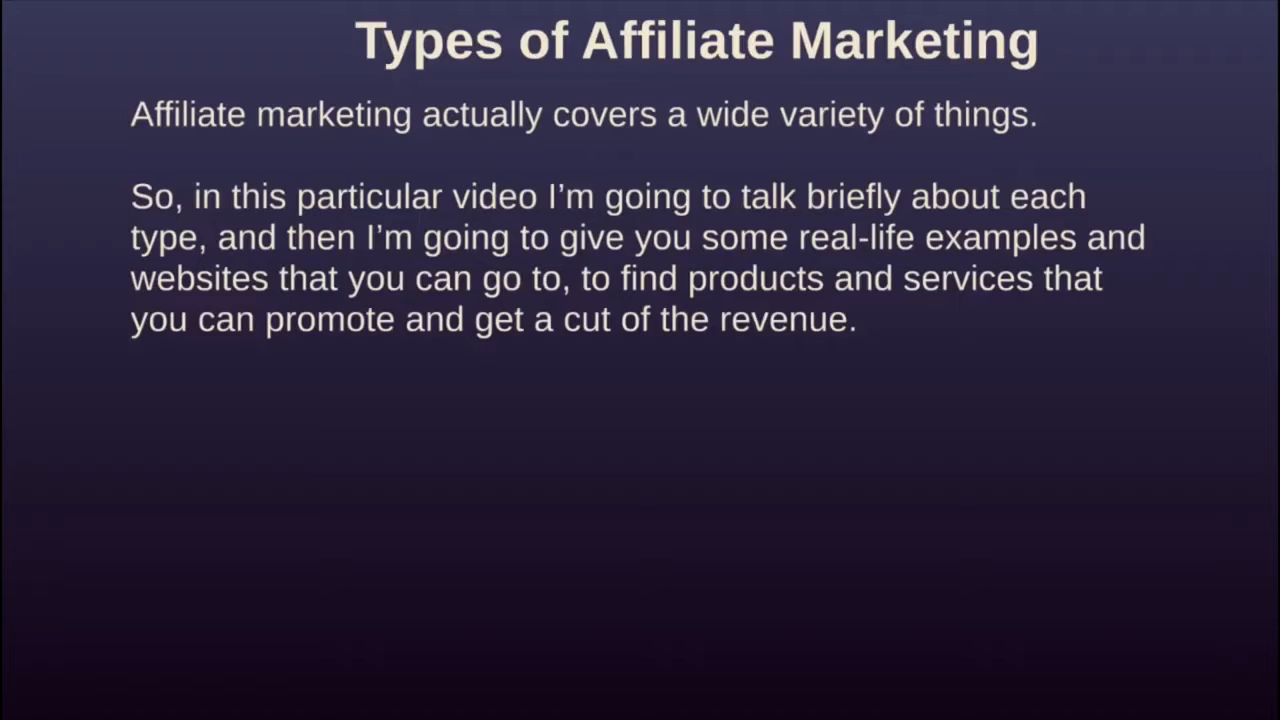 Types of Affiliate Marketing
Affiliate marketing actually covers a wide variety of things.
So, in this particular video I’m going to talk briefly about each
type, and then I’m going to give you some real-life examples and
websites that you can go to, to find products and services that
you can promote and get a cut of the revenue.